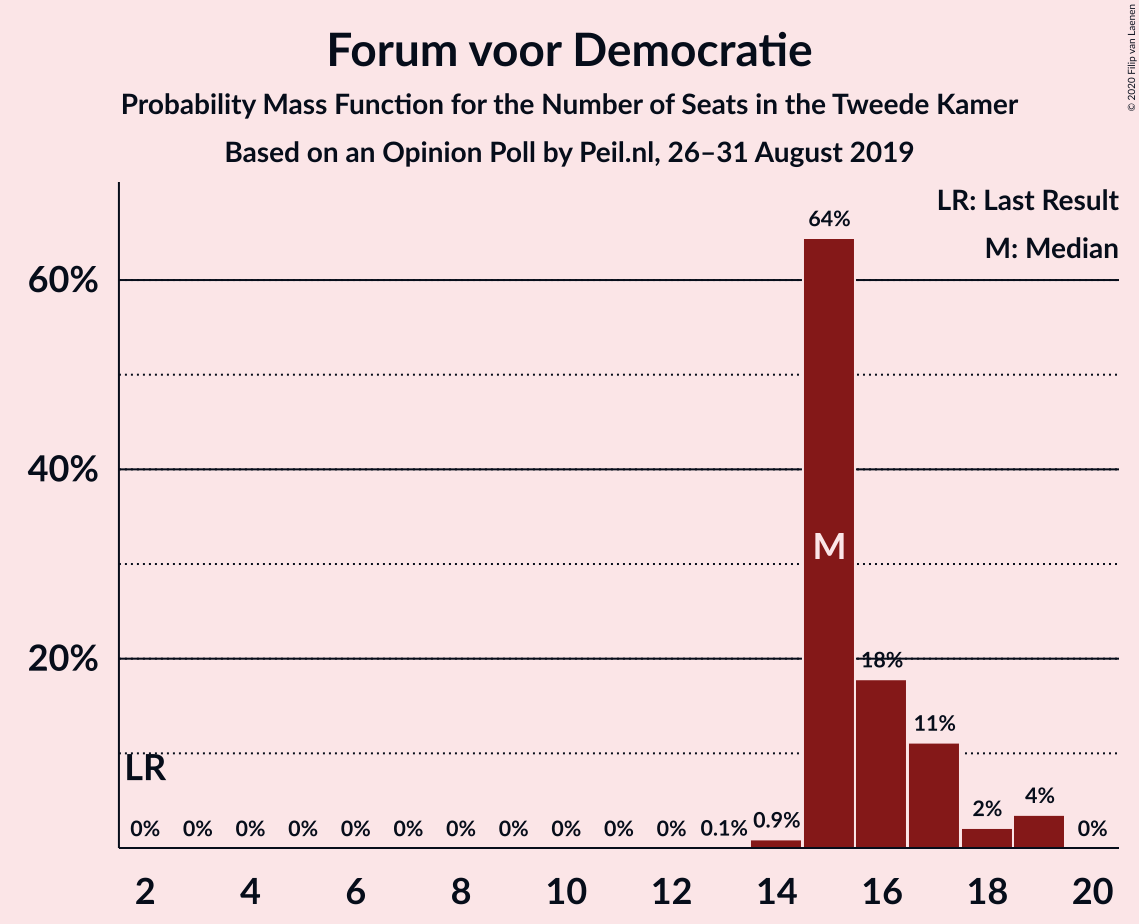 Forum voor Democratie
Probability Mass Function for the Number of Seats in the Tweede Kamer
Based on an Opinion Poll by Peil.nl, 26–31 August 2019
© 2020 Filip van Laenen
LR: Last Result
M: Median
60%
40%
20%
64%
M
18%
11%
2%
4%
0%
LR
0% 0% 0% 0% 0% 0% 0% 0% 0% 0% 0% 0.1% 0.9%
2 4 6 8 10 12 14 16 18 20